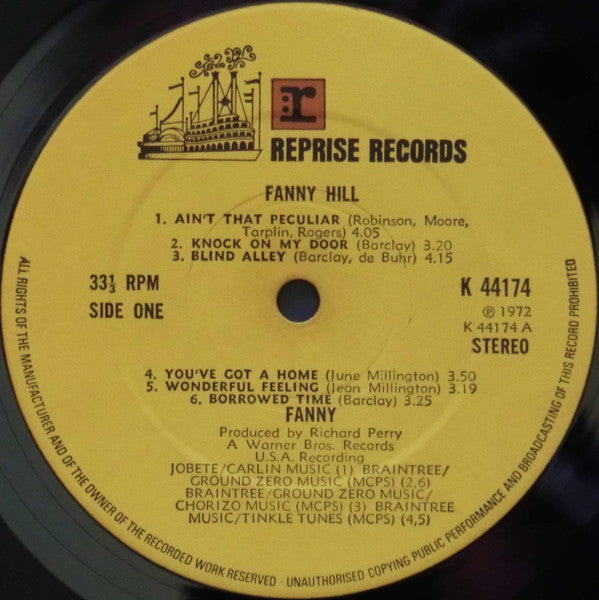 r:
REPRISE RECORDS
FANNY HILL
1. AIN'T THAT PECULIAR (Robinson, Moore,
Tarplin, Rogers) 4.05
2. KNOCK ON MY DOOR (Barclay) 3.20
3. BLIND ALLEY (Barclay, de Buhr) 4.15
33⅓ RPM
SIDE ONE
K 44174
℗ 1972
K 44174 A
STEREO
4. YOU'VE GOT A HOME (June Millington) 3.50
5. WONDERFUL FEELING (Jean Millington) 3.19
6. BORROWED TIME (Barclay) 3.25
FANNY
Produced by Richard Perry
A Warner Bros. Records
U.S.A. Recording
JOBETE/CARLIN MUSIC (1) BRAINTREE/
GROUND ZERO MUSIC (MCPS) (2,6)
BRAINTREE/GROUND ZERO MUSIC/
CHORIZO MUSIC (MCPS) (3) BRAINTREE
MUSIC/TINKLE TUNES (MCPS) (4,5)
ALL RIGHTS OF THE MANUFACTURER AND OF THE OWNER OF THE RECORDED WORK RESERVED · UNAUTHORISED COPYING PUBLIC PERFORMANCE AND BROADCASTING OF THIS RECORD PROHIBITED